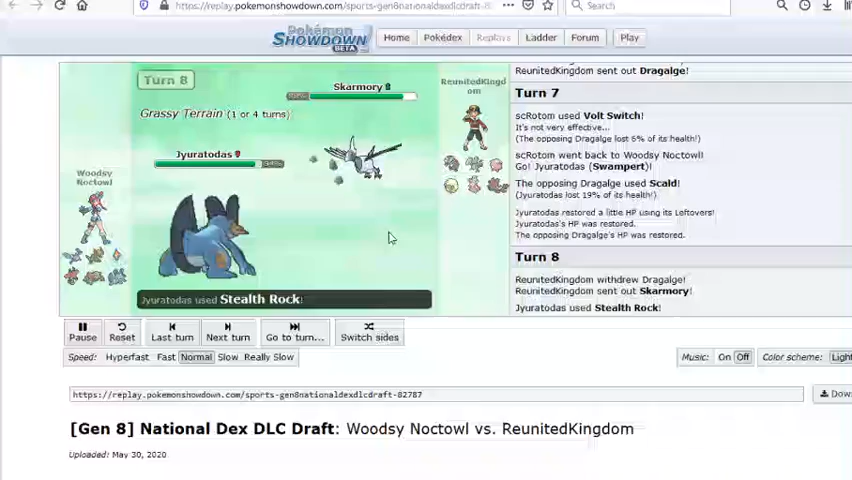 https://replay.pokemonshowdown.com/sports-gen8nationaldexdlcdraft-8
Search
Pokémon
SHOWDOWN
BETA
Home
Pokédex
Replays
Ladder
Forum
Play
Turn 8
Grassy Terrain (1 or 4 turns)
Skarmory
Jyuratodas
Woodsy
Noctowl
ReunitedKingd
om
Jyuratodas used Stealth Rock!
ReunitedKingdom sent out Dragalge!
Turn 7
scRotom used Volt Switch!
It's not very effective...
(The opposing Dragalge lost 6% of its health!)
scRotom went back to Woodsy Noctowl!
Go! Jyuratodas (Swampert)!
The opposing Dragalge used Scald!
(Jyuratodas lost 19% of its health!)
Jyuratodas restored a little HP using its Leftovers!
Jyuratodas's HP was restored.
The opposing Dragalge's HP was restored.
Turn 8
ReunitedKingdom withdrew Dragalge!
ReunitedKingdom sent out Skarmory!
Jyuratodas used Stealth Rock!
Pause
Reset
Last turn
Next turn
Go to turn...
Switch sides
Speed: Hyperfast Fast Normal Slow Really Slow
Music: On Off
Color scheme: Light
https://replay.pokemonshowdown.com/sports-gen8nationaldexdlcdraft-82787
Dow
[Gen 8] National Dex DLC Draft: Woodsy Noctowl vs. ReunitedKingdom
Uploaded: May 30, 2020